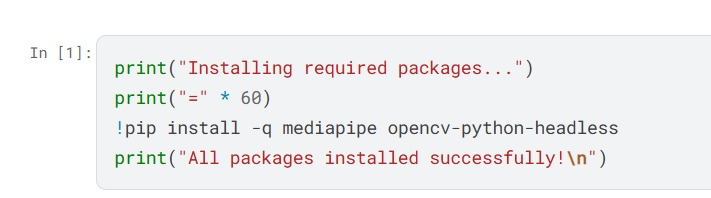 In [1]:
print("Installing required packages...")
print("=" * 60)
!pip install -q mediapipe opencv-python-headless
print("All packages installed successfully!\n")